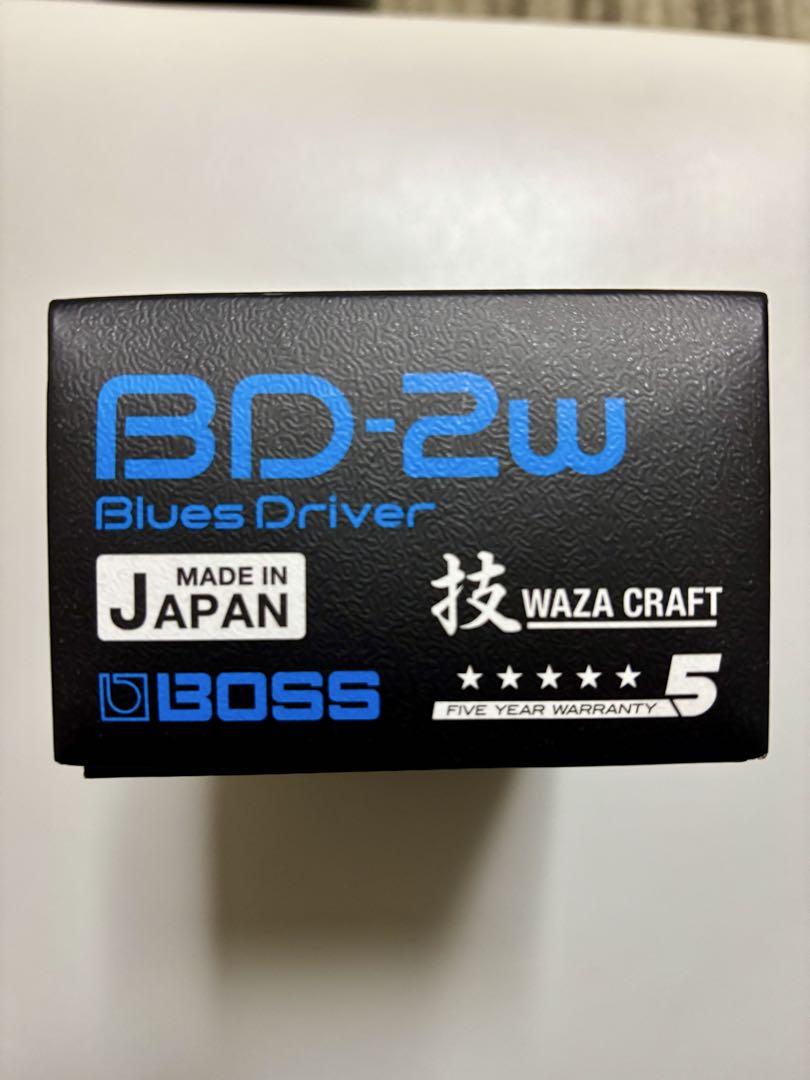 BD-2w
Blues Driver
MADE IN
JAPAN
技 WAZA CRAFT
BOSS
5
FIVE YEAR WARRANTY